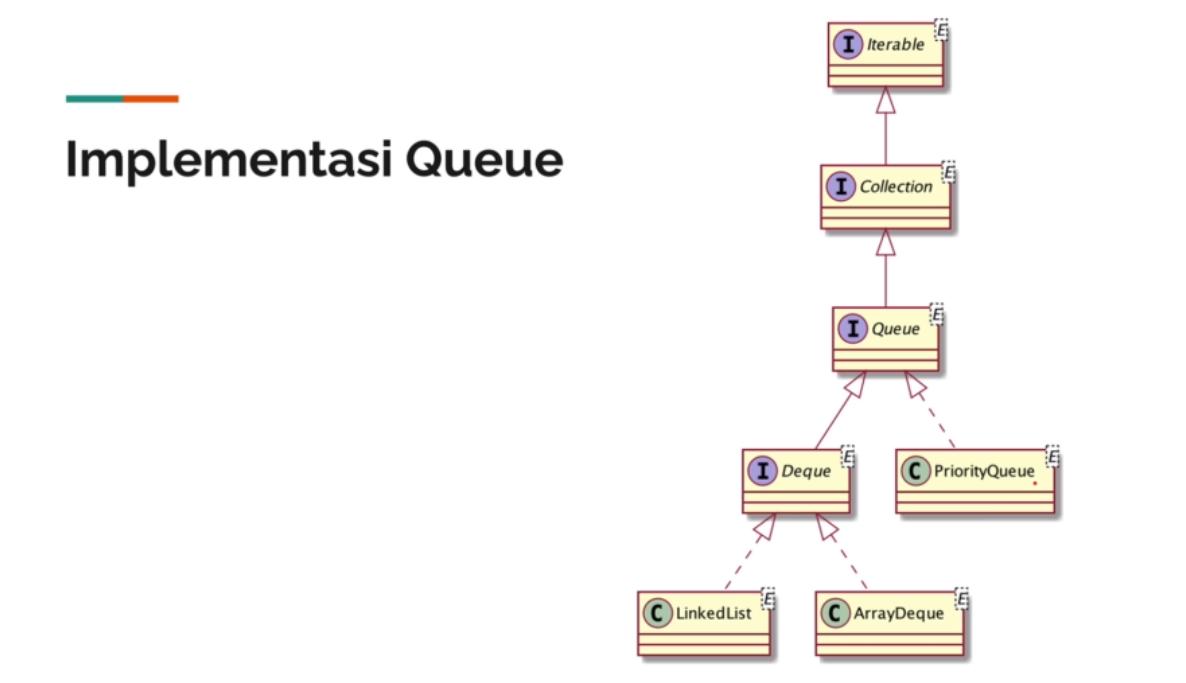 Implementasi Queue
E
I Iterable
E
I Collection
E
I Queue
E
I Deque
E
C PriorityQueue
E
C LinkedList
E
C ArrayDeque